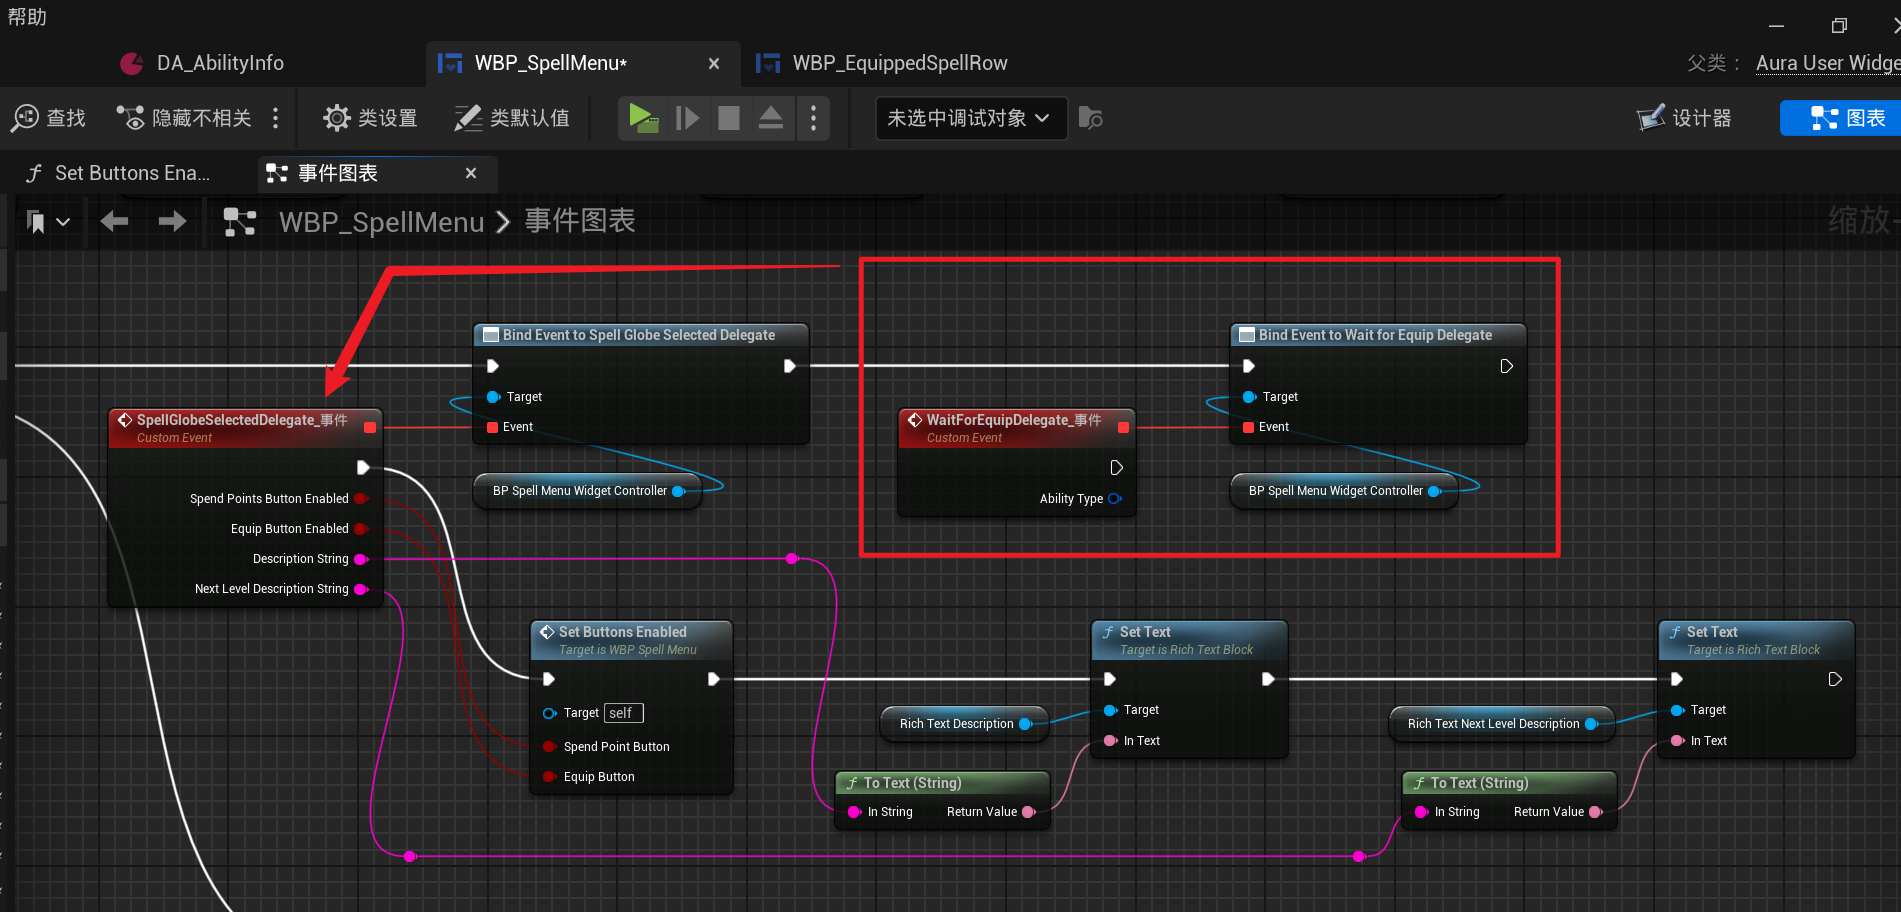 帮助
DA_AbilityInfo
WBP_SpellMenu*
WBP_EquippedSpellRow
父类：
Aura User Widge
查找
隐藏不相关
类设置
类默认值
未选中调试对象
设计器
图表
Set Buttons Ena...
事件图表
WBP_SpellMenu > 事件图表
缩放-
Bind Event to Spell Globe Selected Delegate
Target
Event
BP Spell Menu Widget Controller
SpellGlobeSelectedDelegate_事件
Custom Event
Spend Points Button Enabled
Equip Button Enabled
Description String
Next Level Description String
Bind Event to Wait for Equip Delegate
Target
Event
WaitForEquipDelegate_事件
Custom Event
Ability Type
BP Spell Menu Widget Controller
Set Buttons Enabled
Target is WBP Spell Menu
Target self
Spend Point Button
Equip Button
Set Text
Target is Rich Text Block
Target
In Text
Rich Text Description
To Text (String)
In String Return Value
Set Text
Target is Rich Text Block
Target
In Text
Rich Text Next Level Description
To Text (String)
In String Return Value